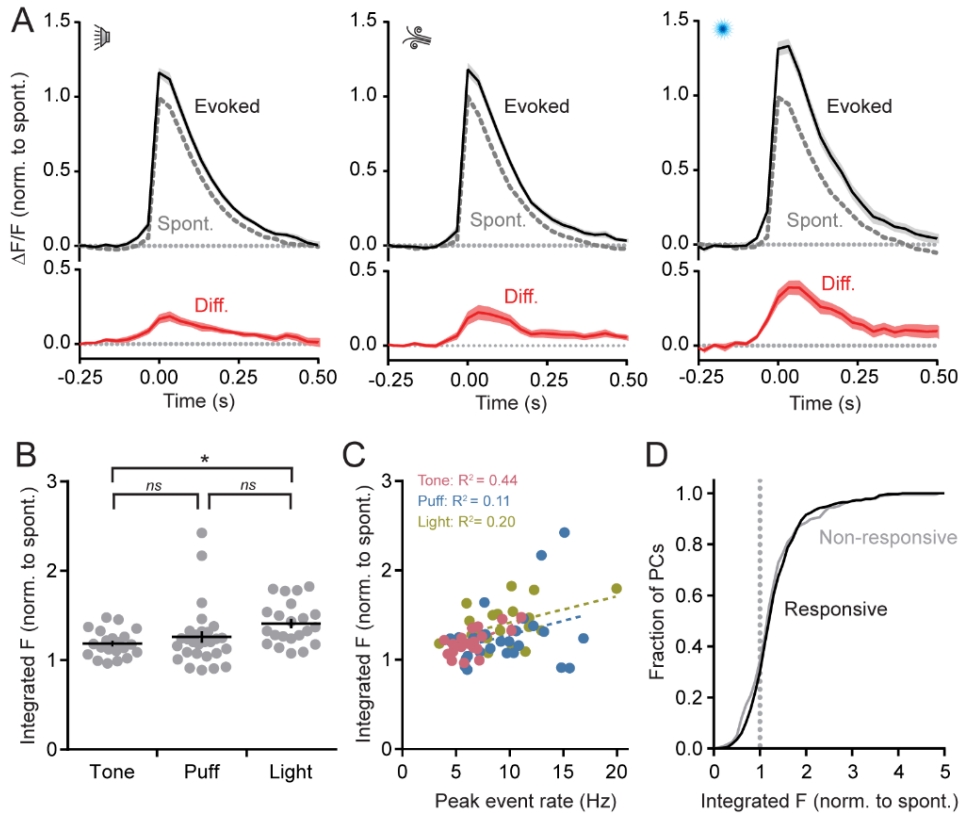 A
ΔF/F (norm. to spont.)
1.5
1.0
0.5
0.0
Evoked
Spont.
0.5
0.0
Diff.
-0.25 0.00 0.25 0.50
Time (s)
1.5
1.0
0.5
0.0
Evoked
Spont.
0.5
0.0
Diff.
-0.25 0.00 0.25 0.50
Time (s)
1.5
1.0
0.5
0.0
Evoked
Spont.
0.5
0.0
Diff.
-0.25 0.00 0.25 0.50
Time (s)
B
Integrated F (norm. to spont.)
3
2
1
0
*
ns ns
Tone Puff Light
C
Integrated F (norm. to spont.)
3
2
1
0
Tone: R² = 0.44
Puff: R² = 0.11
Light: R²= 0.20
0 5 10 15 20
Peak event rate (Hz)
D
Fraction of PCs
1.0
0.8
0.6
0.4
0.2
0.0
Non-responsive
Responsive
0 1 2 3 4 5
Integrated F (norm. to spont.)